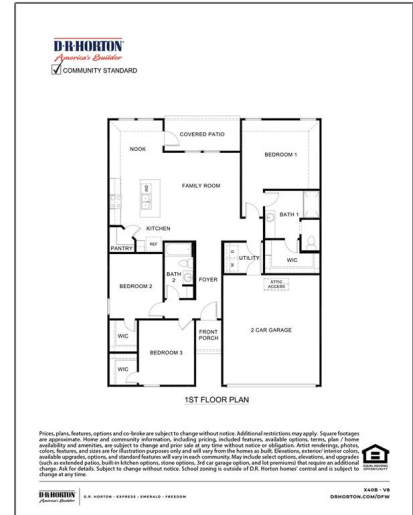 D·R·HORTON
America's Builder
COMMUNITY STANDARD
COVERED PATIO
NOOK
BEDROOM 1
FAMILY ROOM
DW
BATH 1
KITCHEN
REF
PANTRY
D
W
UTILITY
WIC
BATH
2
FOYER
ATTIC
ACCESS
BEDROOM 2
2 CAR GARAGE
FRONT
PORCH
WIC
BEDROOM 3
WIC
1ST FLOOR PLAN
Prices, plans, features, options and co-broke are subject to change without notice. Additional restrictions may apply. Square footages
are approximate. Home and community information, including pricing, included features, available options, terms, plan / home
availability and amenities, are subject to change and prior sale at any time without notice or obligation. Artist renderings, photos,
colors, features, and sizes are for illustration purposes only and will vary from the homes as built. Elevations, exterior/ interior colors,
available upgrades, options, and standard features will vary in each community. May include select options, elevations, and upgrades
(such as extended patios, built-in kitchen options, stone options, 3rd car garage option, and lot premiums) that require an additional
charge. Ask for details. Subject to change without notice. School zoning is outside of D.R. Horton homes' control and is subject to
change at any time.
EQUAL HOUSING
OPPORTUNITY
D·R·HORTON
America's Builder
D.R. HORTON · EXPRESS · EMERALD · FREEDOM
X40B - V8
DRHORTON.COM/DFW